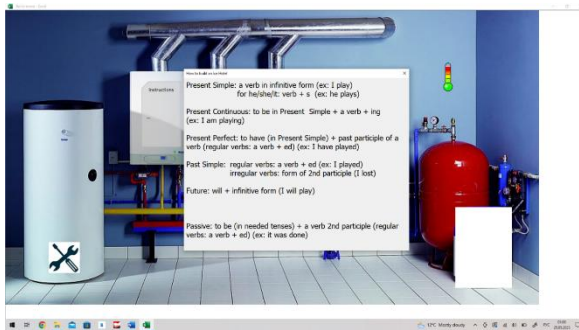 Instructions
How to build an Ice Hotel
Present Simple: a verb in infinitive form (ex: I play)
for he/she/it: verb + s (ex: he plays)
Present Continuous: to be in Present Simple + a verb + ing
(ex: I am playing)
Present Perfect: to have (in Present Simple) + past participle of a
verb (regular verbs: a verb + ed) (ex: I have played)
Past Simple: regular verbs: a verb + ed (ex: I played)
irregular verbs: form of 2nd participle (I lost)
Future: will + infinitive form (I will play)
Passive: to be (in needed tenses) + a verb 2nd participle (regular
verbs: a verb + ed) (ex: it was done)
Mostly cloudy